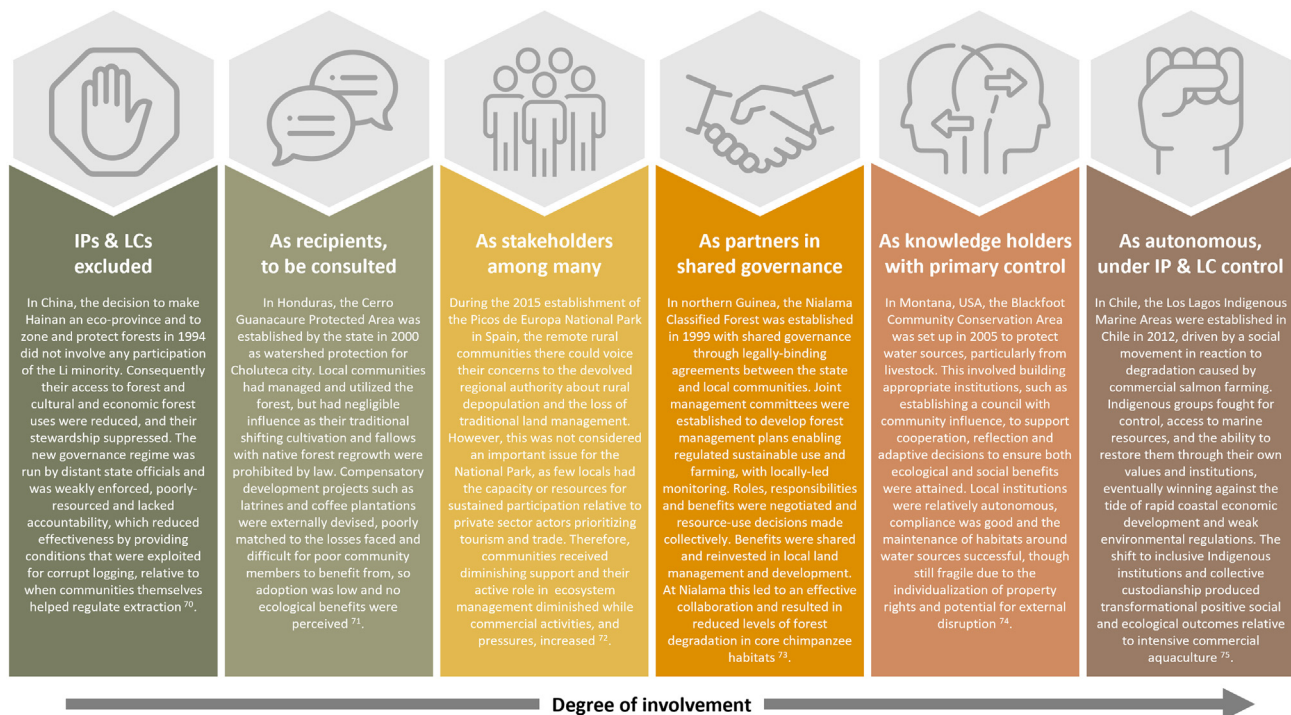 IPs & LCs
excluded
In China, the decision to make
Hainan an eco-province and to
zone and protect forests in 1994
did not involve any participation
of the Li minority. Consequently
their access to forest and
cultural and economic forest
uses were reduced, and their
stewardship suppressed. The
new governance regime was
run by distant state officials and
was weakly enforced, poorly-
resourced and lacked
accountability, which reduced
effectiveness by providing
conditions that were exploited
for corrupt logging, relative to
when communities themselves
helped regulate extraction 70.
As recipients,
to be consulted
In Honduras, the Cerro
Guanacaure Protected Area was
established by the state in 2000
as watershed protection for
Choluteca city. Local communities
had managed and utilized the
forest, but had negligible
influence as their traditional
shifting cultivation and fallows
with native forest regrowth were
prohibited by law. Compensatory
development projects such as
latrines and coffee plantations
were externally devised, poorly
matched to the losses faced and
difficult for poor community
members to benefit from, so
adoption was low and no
ecological benefits were
perceived 71.
As stakeholders
among many
During the 2015 establishment of
the Picos de Europa National Park
in Spain, the remote rural
communities there could voice
their concerns to the devolved
regional authority about rural
depopulation and the loss of
traditional land management.
However, this was not considered
an important issue for the
National Park, as few locals had
the capacity or resources for
sustained participation relative to
private sector actors prioritizing
tourism and trade. Therefore,
communities received
diminishing support and their
active role in ecosystem
management diminished while
commercial activities, and
pressures, increased 72.
As partners in
shared governance
In northern Guinea, the Nialama
Classified Forest was established
in 1999 with shared governance
through legally-binding
agreements between the state
and local communities. Joint
management committees were
established to develop forest
management plans enabling
regulated sustainable use and
farming, with locally-led
monitoring. Roles, responsibilities
and benefits were negotiated and
resource-use decisions made
collectively. Benefits were shared
and reinvested in local land
management and development.
At Nialama this led to an effective
collaboration and resulted in
reduced levels of forest
degradation in core chimpanzee
habitats 73.
As knowledge holders
with primary control
In Montana, USA, the Blackfoot
Community Conservation Area
was set up in 2005 to protect
water sources, particularly from
livestock. This involved building
appropriate institutions, such as
establishing a council with
community influence, to support
cooperation, reflection and
adaptive decisions to ensure both
ecological and social benefits
were attained. Local institutions
were relatively autonomous,
compliance was good and the
maintenance of habitats around
water sources successful, though
still fragile due to the
individualization of property
rights and potential for external
disruption 74.
As autonomous,
under IP & LC control
In Chile, the Los Lagos Indigenous
Marine Areas were established in
Chile in 2012, driven by a social
movement in reaction to
degradation caused by
commercial salmon farming.
Indigenous groups fought for
control, access to marine
resources, and the ability to
restore them through their own
values and institutions,
eventually winning against the
tide of rapid coastal economic
development and weak
environmental regulations. The
shift to inclusive Indigenous
institutions and collective
custodianship produced
transformational positive social
and ecological outcomes relative
to intensive commercial
aquaculture 75.
Degree of involvement